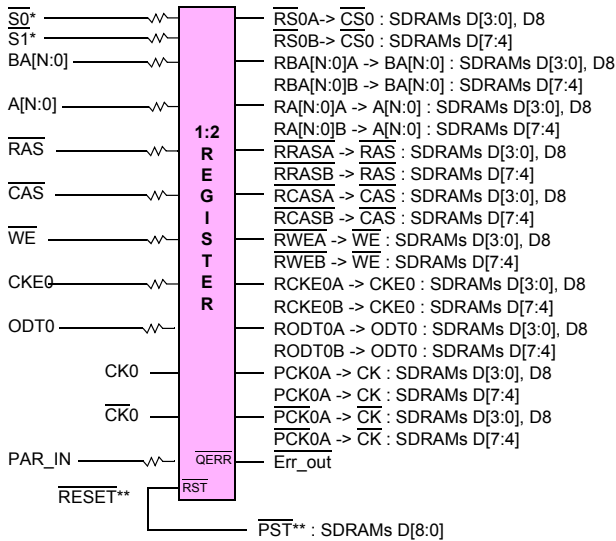 S0*
S1*
BA[N:0]
A[N:0]
RAS
CAS
WE
CKE0
ODT0
CK0
CK0
PAR_IN
RESET**
1:2
R
E
G
I
S
T
E
R
QERR
RST
RS0A-> CS0 : SDRAMs D[3:0], D8
RS0B-> CS0 : SDRAMs D[7:4]
RBA[N:0]A -> BA[N:0] : SDRAMs D[3:0], D8
RBA[N:0]B -> BA[N:0] : SDRAMs D[7:4]
RA[N:0]A -> A[N:0] : SDRAMs D[3:0], D8
RA[N:0]B -> A[N:0] : SDRAMs D[7:4]
RRASA -> RAS : SDRAMs D[3:0], D8
RRASB -> RAS : SDRAMs D[7:4]
RCASA -> CAS : SDRAMs D[3:0], D8
RCASB -> CAS : SDRAMs D[7:4]
RWEA -> WE : SDRAMs D[3:0], D8
RWEB -> WE : SDRAMs D[7:4]
RCKE0A -> CKE0 : SDRAMs D[3:0], D8
RCKE0B -> CKE0 : SDRAMs D[7:4]
RODT0A -> ODT0 : SDRAMs D[3:0], D8
RODT0B -> ODT0 : SDRAMs D[7:4]
PCK0A -> CK : SDRAMs D[3:0], D8
PCK0A -> CK : SDRAMs D[7:4]
PCK0A -> CK : SDRAMs D[3:0], D8
PCK0A -> CK : SDRAMs D[7:4]
Err_out
PST** : SDRAMs D[8:0]